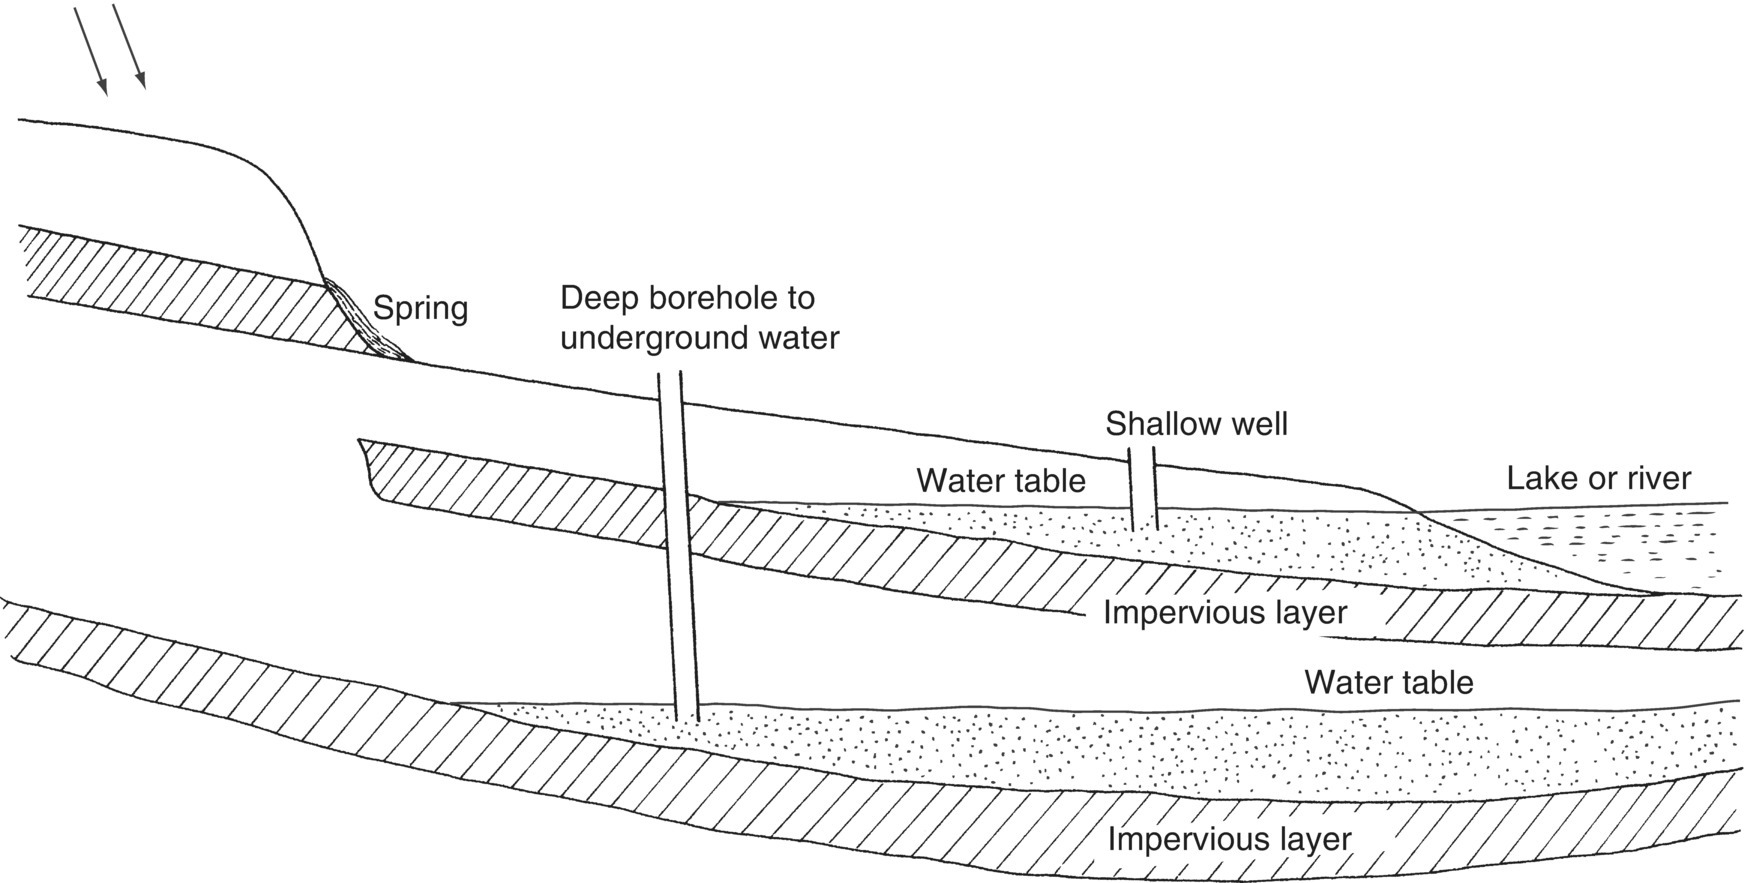 Spring
Deep borehole to
underground water
Shallow well
Water table
Lake or river
Impervious layer
Water table
Impervious layer